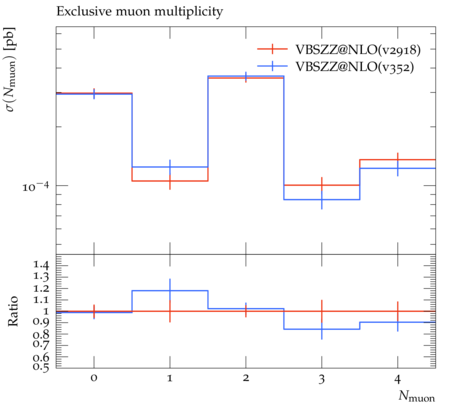 Exclusive muon multiplicity
σ(N_muon) [pb]
VBSZZ@NLO(v2918)
VBSZZ@NLO(v352)
10^−4
Ratio
1.4
1.3
1.2
1.1
1
0.9
0.8
0.7
0.6
0.5
0 1 2 3 4
N_muon